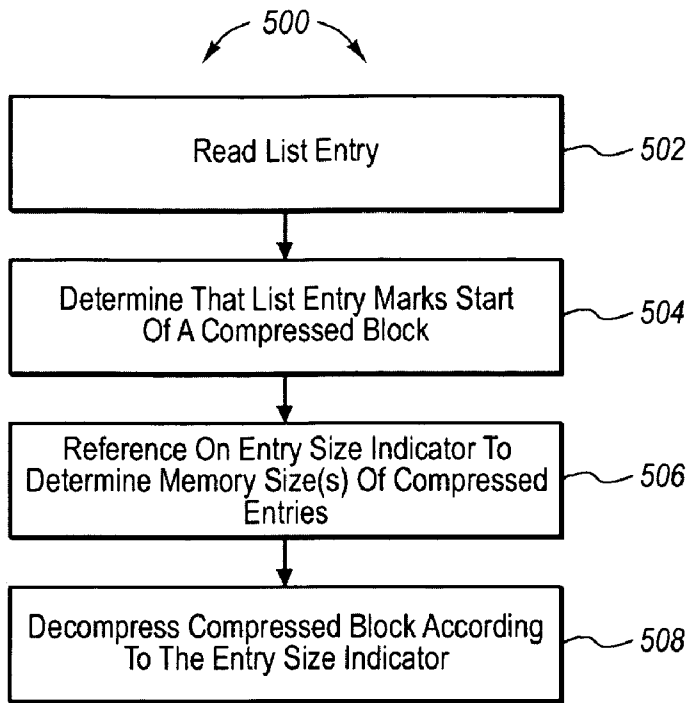 500
Read List Entry
502
Determine That List Entry Marks Start
Of A Compressed Block
504
Reference On Entry Size Indicator To
Determine Memory Size(s) Of Compressed
Entries
506
Decompress Compressed Block According
To The Entry Size Indicator
508